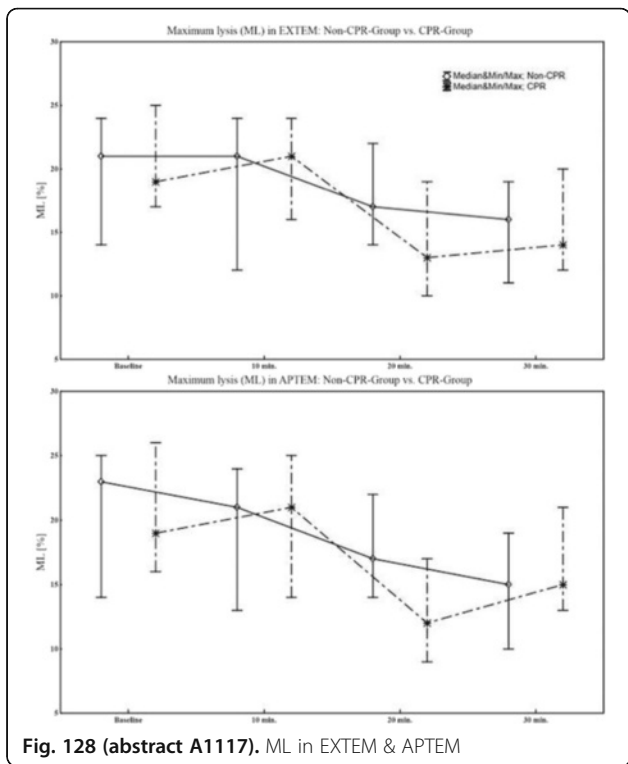 Maximum lysis (ML) in EXTEM: Non-CPR-Group vs. CPR-Group
Median&Min/Max; Non-CPR
Median&Min/Max; CPR
30
25
20
15
10
5
ML [%]
Baseline 10 min. 20 min. 30 min.
Maximum lysis (ML) in APTEM: Non-CPR-Group vs. CPR-Group
30
25
20
15
10
5
ML [%]
Baseline 10 min. 20 min. 30 min.
Fig. 128 (abstract A1117). ML in EXTEM & APTEM